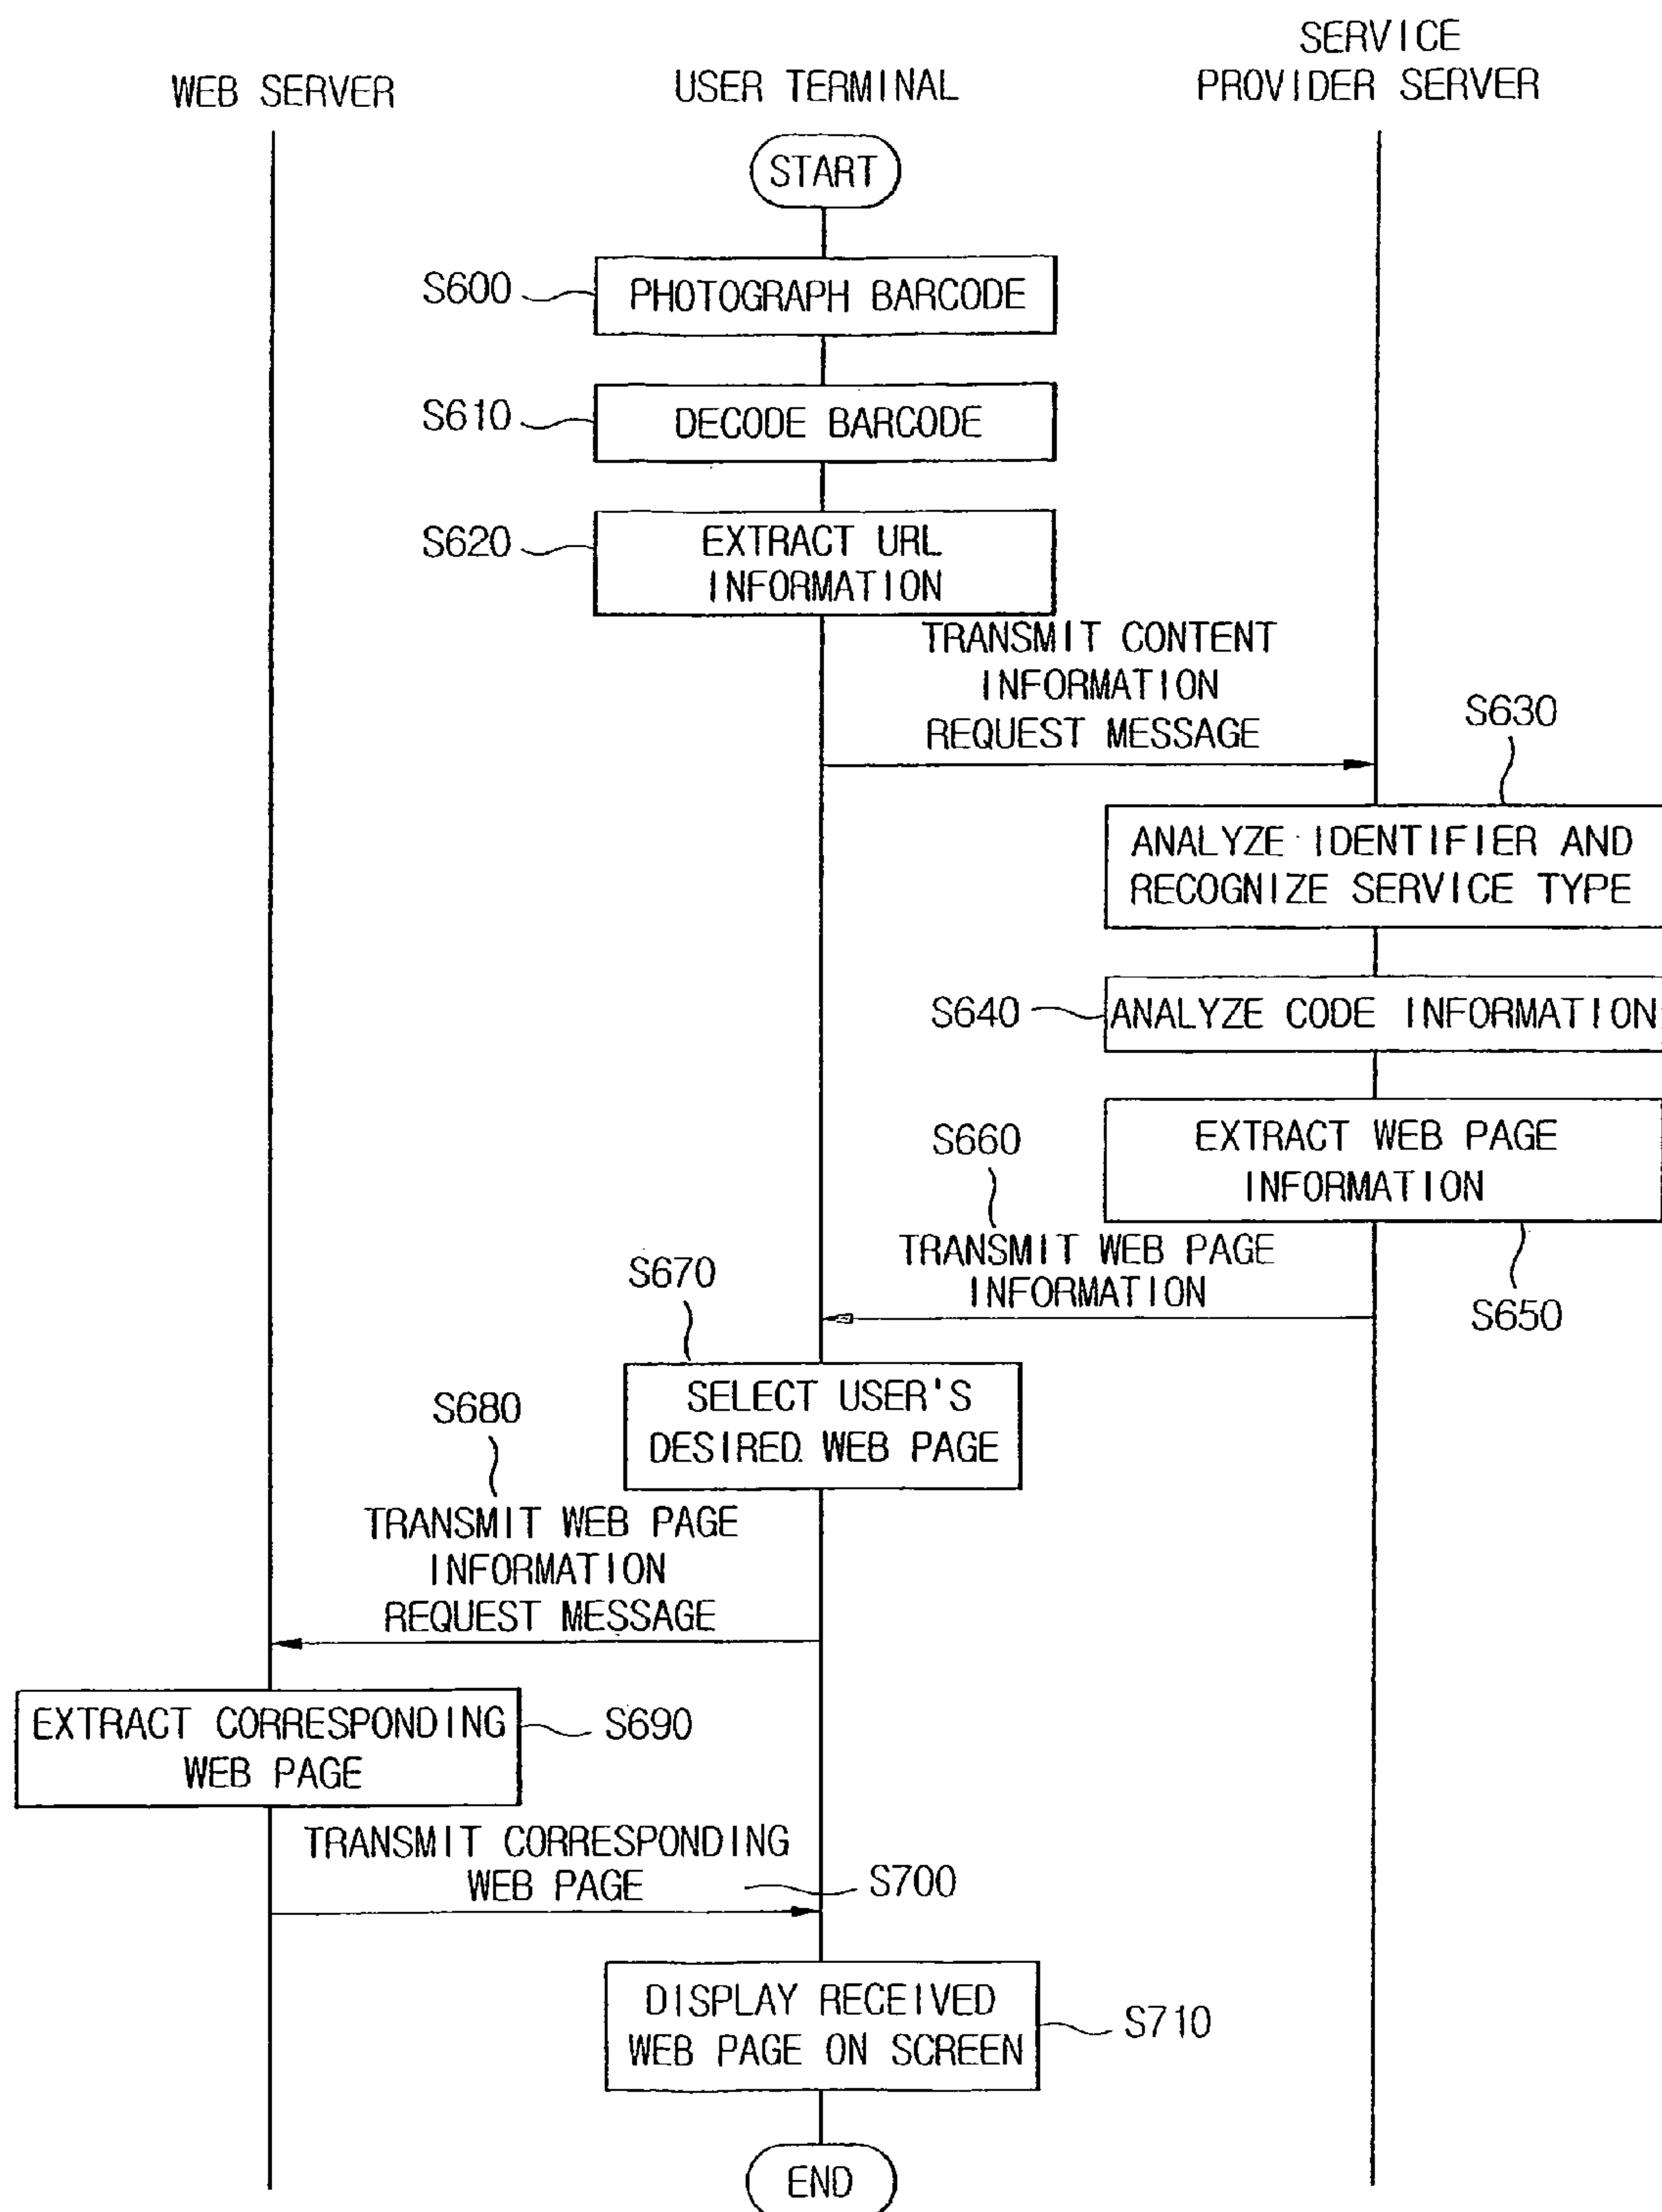 WEB SERVER
USER TERMINAL
SERVICE
PROVIDER SERVER
START
S600
PHOTOGRAPH BARCODE
S610
DECODE BARCODE
S620
EXTRACT URL
INFORMATION
TRANSMIT CONTENT
INFORMATION
REQUEST MESSAGE
S630
ANALYZE IDENTIFIER AND
RECOGNIZE SERVICE TYPE
S640
ANALYZE CODE INFORMATION
EXTRACT WEB PAGE
INFORMATION
S650
S660
TRANSMIT WEB PAGE
INFORMATION
S670
SELECT USER'S
DESIRED WEB PAGE
S680
TRANSMIT WEB PAGE
INFORMATION
REQUEST MESSAGE
EXTRACT CORRESPONDING
WEB PAGE
S690
TRANSMIT CORRESPONDING
WEB PAGE
S700
DISPLAY RECEIVED
WEB PAGE ON SCREEN
S710
END